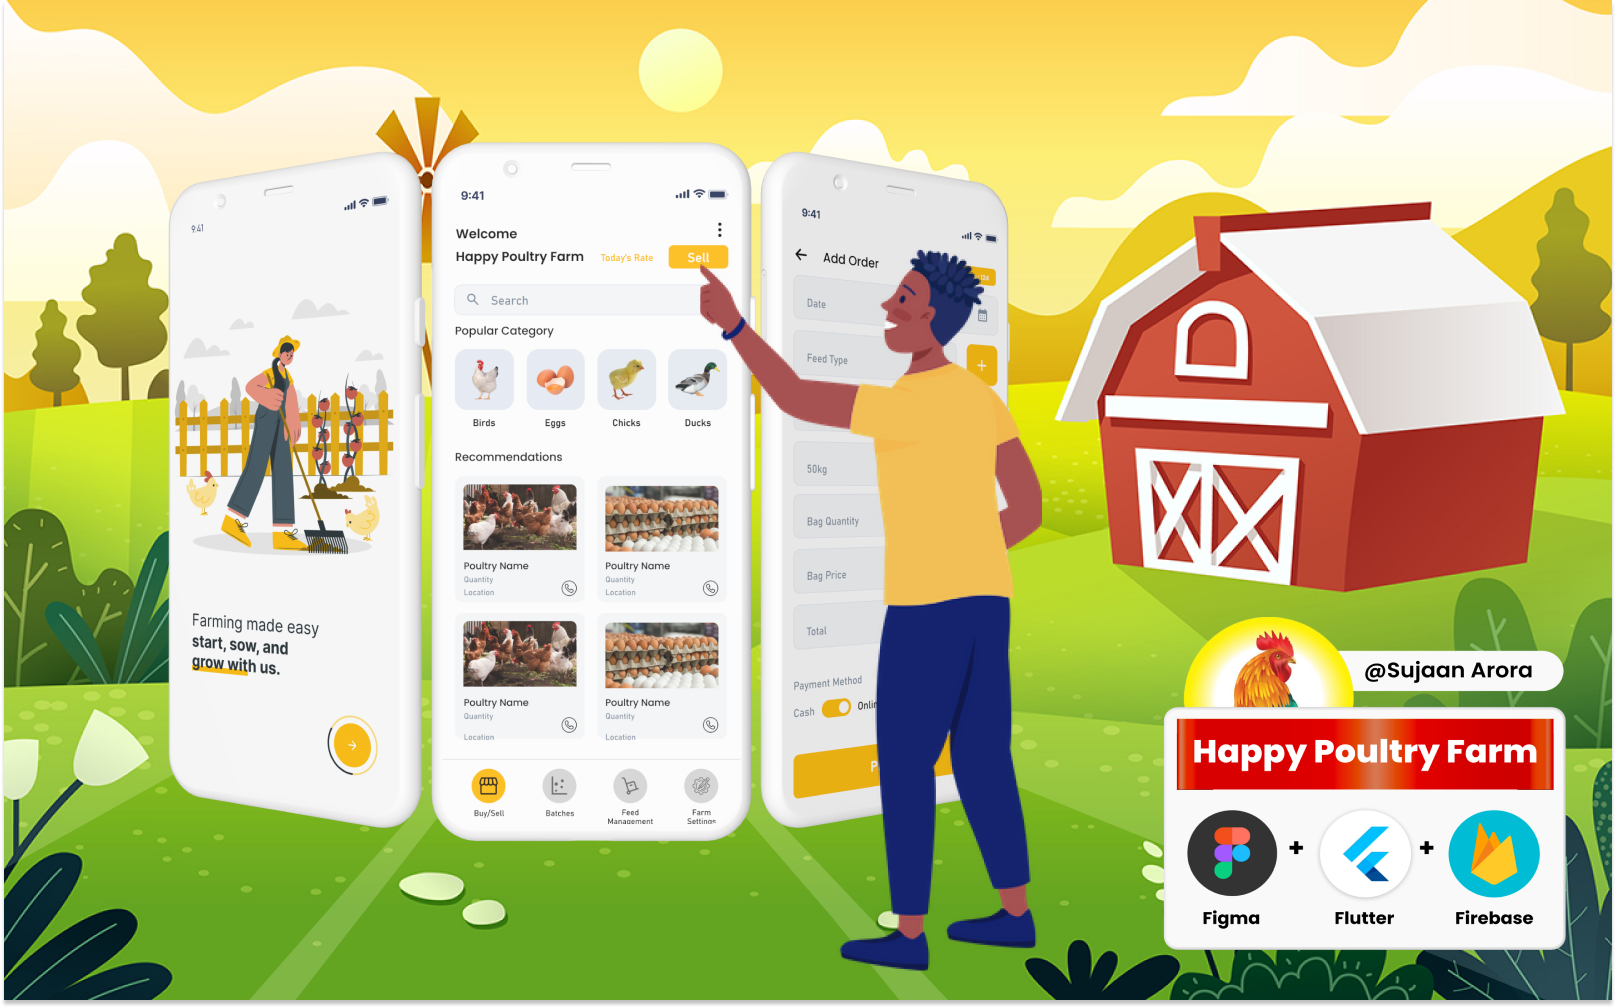 9:41
Farming made easy
start, sow, and
grow with us.
9:41
Welcome
Happy Poultry Farm
Today's Rate
Sell
Search
Popular Category
Birds
Eggs
Chicks
Ducks
Recommendations
Poultry Name
Quantity
Location
Poultry Name
Quantity
Location
Poultry Name
Quantity
Location
Poultry Name
Quantity
Location
Buy/Sell
Batches
Feed
Management
Farm
Settings
9:41
Add Order
Date
Feed Type
50kg
Bag Quantity
Bag Price
Total
Payment Method
Cash
@Sujaan Arora
Happy Poultry Farm
+ +
Figma Flutter Firebase